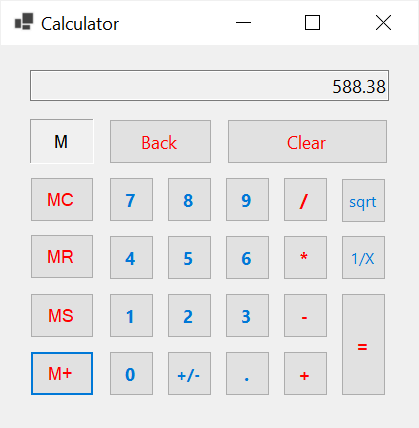 Calculator
588.38
M Back Clear
MC 7 8 9 / sqrt
MR 4 5 6 * 1/X
MS 1 2 3 - =
M+ 0 +/- . +